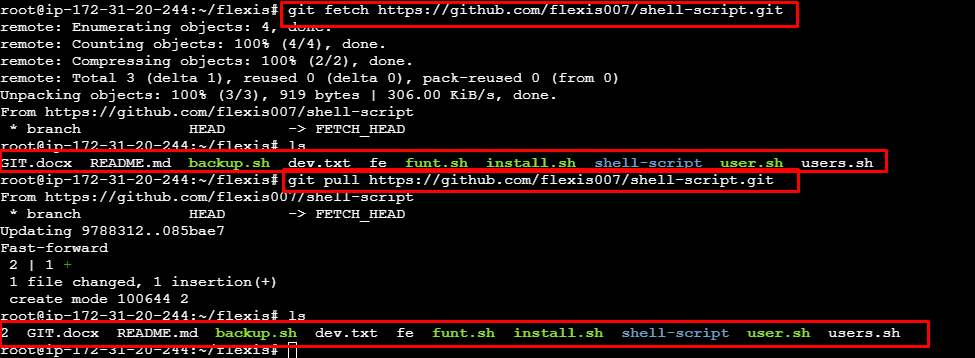 root@ip-172-31-20-244:~/flexis# git fetch https://github.com/flexis007/shell-script.git
remote: Enumerating objects: 4, done.
remote: Counting objects: 100% (4/4), done.
remote: Compressing objects: 100% (2/2), done.
remote: Total 3 (delta 1), reused 0 (delta 0), pack-reused 0 (from 0)
Unpacking objects: 100% (3/3), 919 bytes | 306.00 KiB/s, done.
From https://github.com/flexis007/shell-script
 * branch            HEAD       -> FETCH_HEAD
root@ip-172-31-20-244:~/flexis# ls
GIT.docx  README.md  backup.sh  dev.txt  fe  funt.sh  install.sh  shell-script  user.sh  users.sh
root@ip-172-31-20-244:~/flexis# git pull https://github.com/flexis007/shell-script.git
From https://github.com/flexis007/shell-script
 * branch            HEAD       -> FETCH_HEAD
Updating 9788312..085bae7
Fast-forward
 2 | 1 +
 1 file changed, 1 insertion(+)
 create mode 100644 2
root@ip-172-31-20-244:~/flexis# ls
2  GIT.docx  README.md  backup.sh  dev.txt  fe  funt.sh  install.sh  shell-script  user.sh  users.sh
root@ip-172-31-20-244:~/flexis#